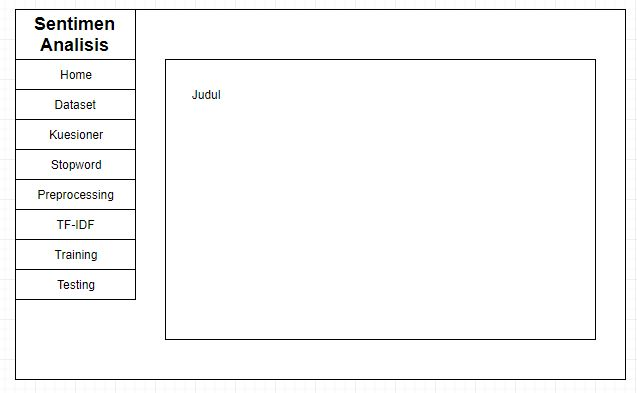 Sentimen
Analisis
Home
Dataset
Kuesioner
Stopword
Preprocessing
TF-IDF
Training
Testing
Judul